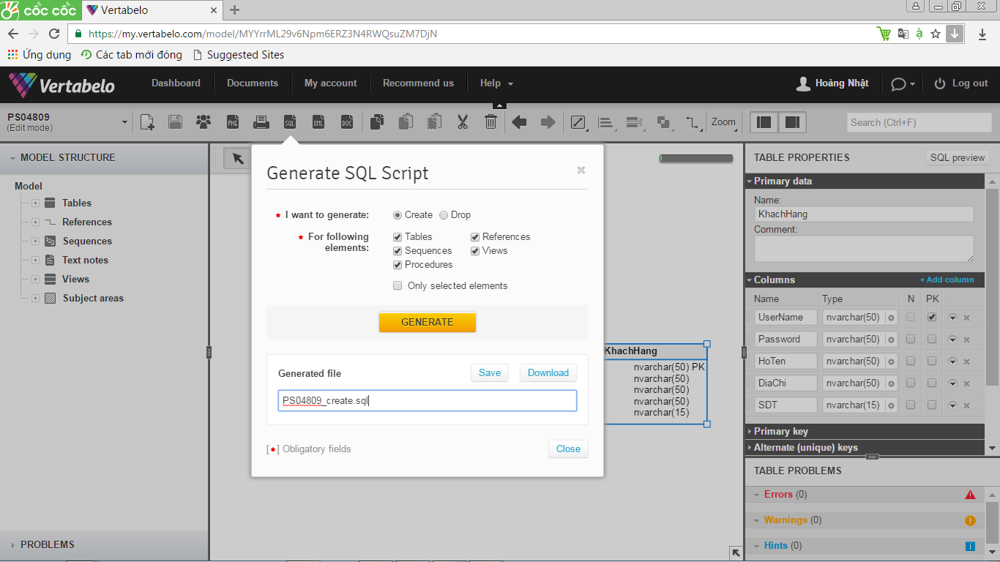 cốc cốc
Vertabelo
https://my.vertabelo.com/model/MYYrrML29v6Npm6ERZ3N4RWQsuZM7DjN
Ứng dụng
Các tab mới đóng
Suggested Sites
Vertabelo
Dashboard
Documents
My account
Recommend us
Help
Hoàng Nhật
Log out
PS04809
(Edit mode)
PNG
SQL
XML
DOC
Zoom
Search (Ctrl+F)
MODEL STRUCTURE
Model
Tables
References
Sequences
Text notes
Views
Subject areas
PROBLEMS
Generate SQL Script
I want to generate:
Create
Drop
For following
elements:
Tables
References
Sequences
Views
Procedures
Only selected elements
GENERATE
Generated file
Save
Download
PS04809_create.sql
[★] Obligatory fields
Close
KhachHang
nvarchar(50) PK
nvarchar(50)
nvarchar(50)
nvarchar(50)
nvarchar(15)
TABLE PROPERTIES
SQL preview
Primary data
Name:
KhachHang
Comment:
Columns
+ Add column
Name Type N PK
UserName nvarchar(50)
Password nvarchar(50)
HoTen nvarchar(50)
DiaChi nvarchar(50)
SDT nvarchar(15)
Primary key
Alternate (unique) keys
TABLE PROBLEMS
Errors (0)
Warnings (0)
Hints (0)